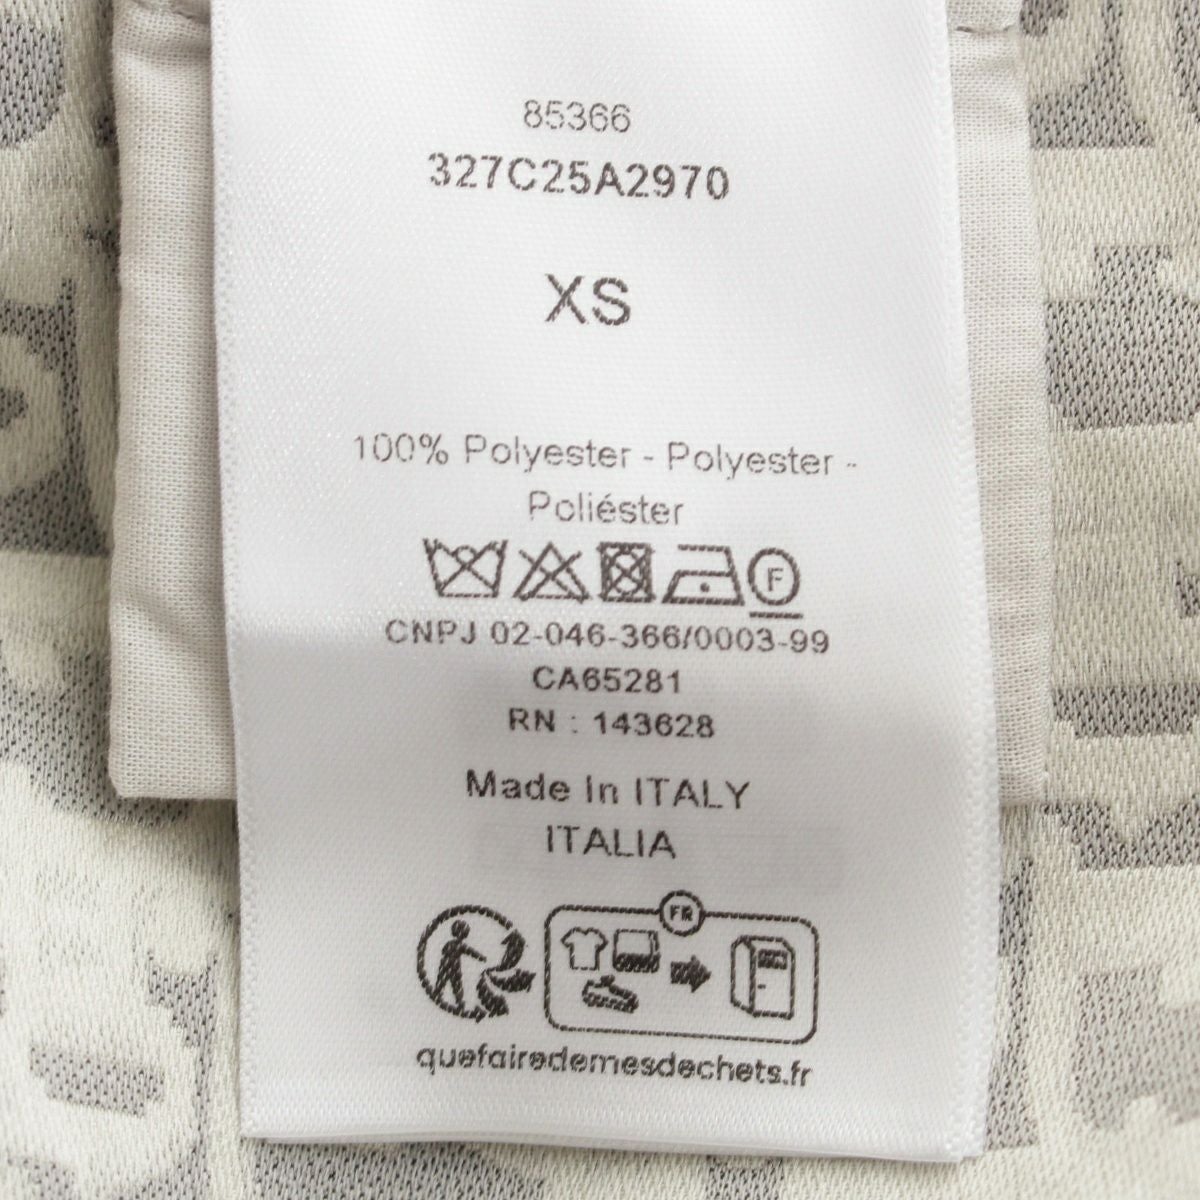 85366
327C25A2970
XS
100% Polyester - Polyester -
Poliéster
F
CNPJ 02-046-366/0003-99
CA65281
RN : 143628
Made In ITALY
ITALIA
FR
quefairedemesdechets.fr